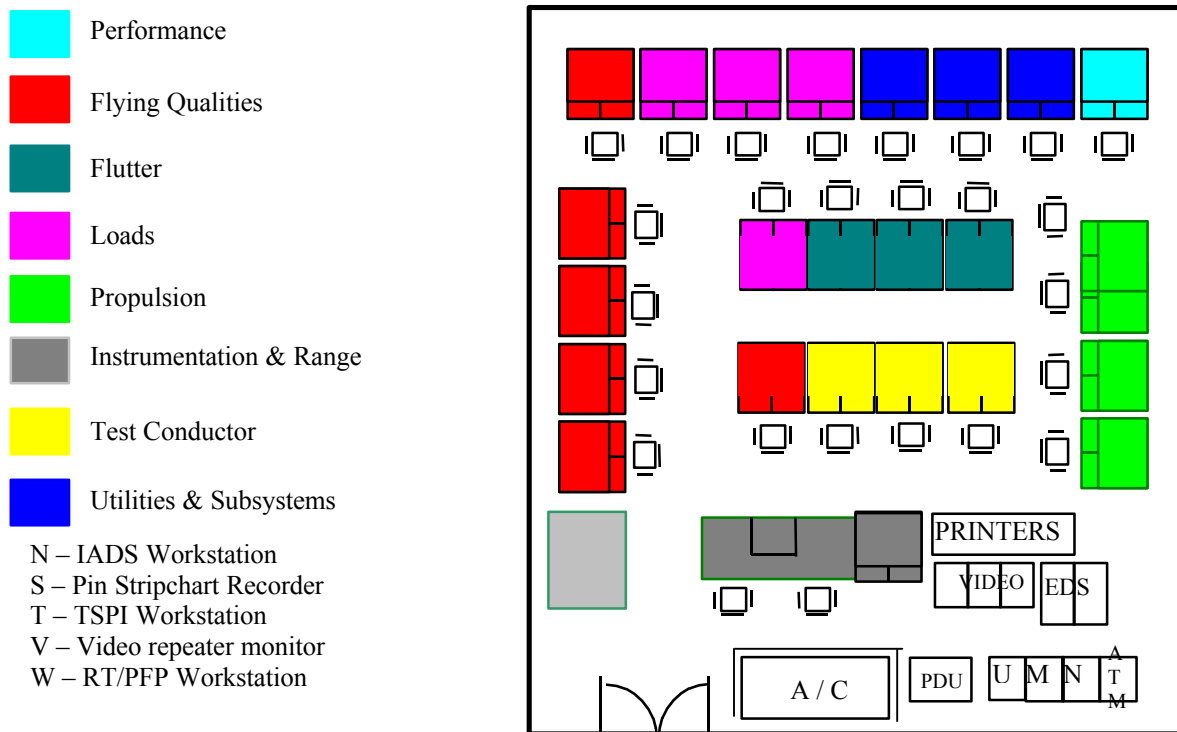 Performance
Flying Qualities
Flutter
Loads
Propulsion
Instrumentation & Range
Test Conductor
Utilities & Subsystems
N – IADS Workstation
S – Pin Stripchart Recorder
T – TSPI Workstation
V – Video repeater monitor
W – RT/PFP Workstation
PRINTERS
VIDEO
EDS
A / C
PDU
U M N
A
T
M